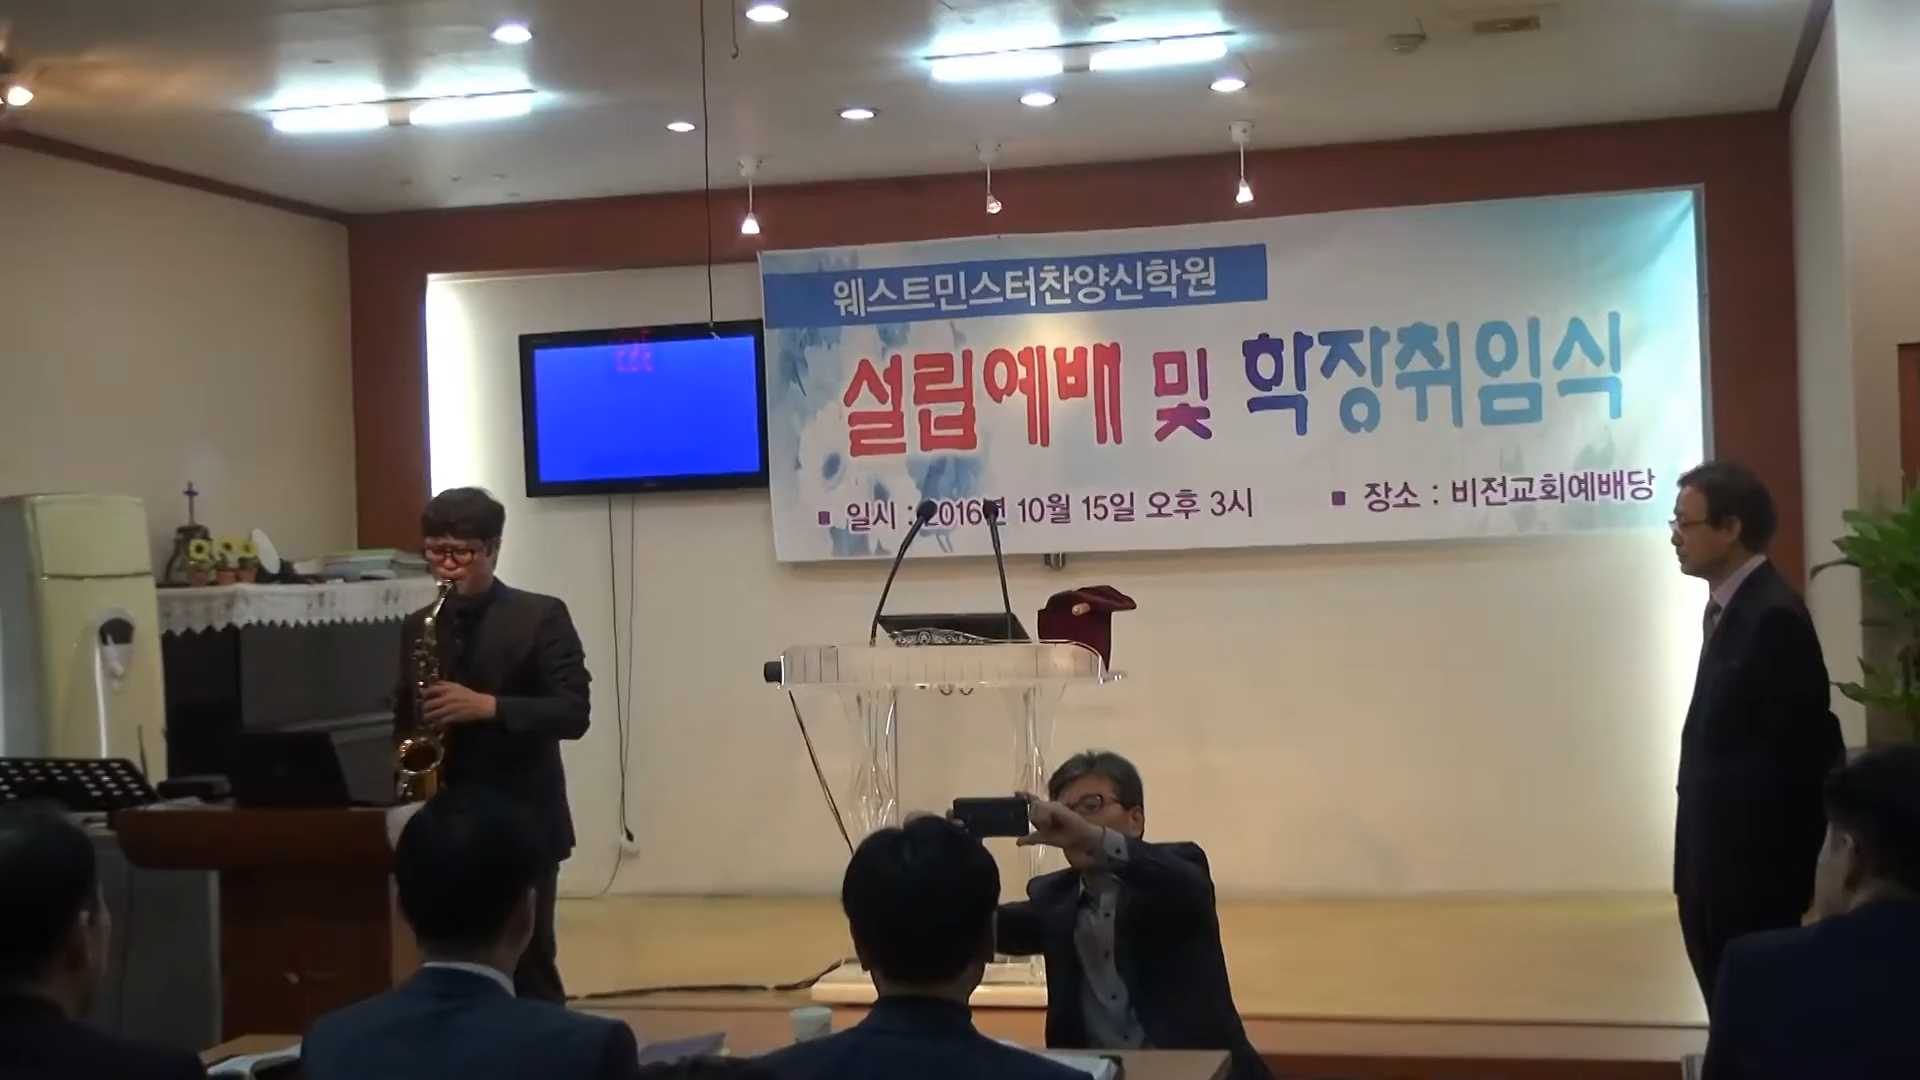 웨스트민스터찬양신학원
설립예배 및 학장취임식
▪ 일시 : 2016년 10월 15일 오후 3시 ▪ 장소 : 비전교회예배당